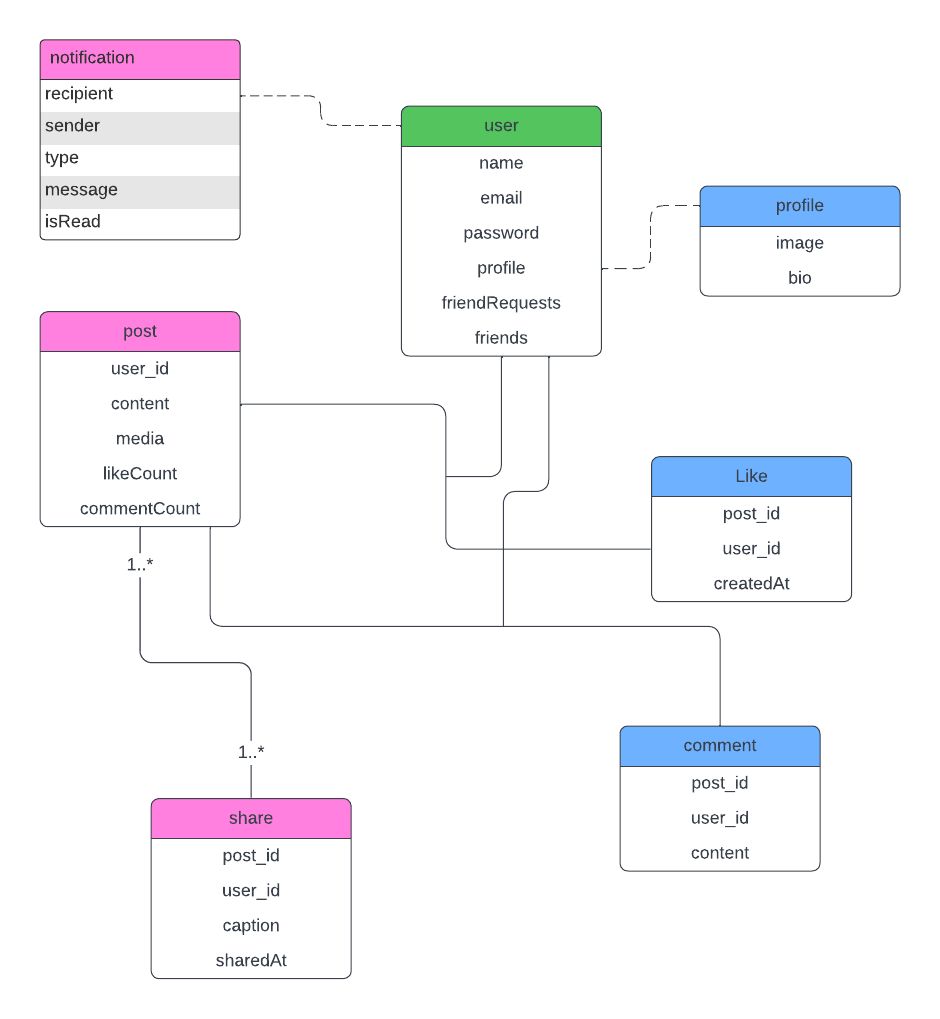 notification
recipient
sender
type
message
isRead
user
name
email
password
profile
friendRequests
friends
profile
image
bio
post
user_id
content
media
likeCount
commentCount
Like
post_id
user_id
createdAt
1..*
1..*
comment
post_id
user_id
content
share
post_id
user_id
caption
sharedAt